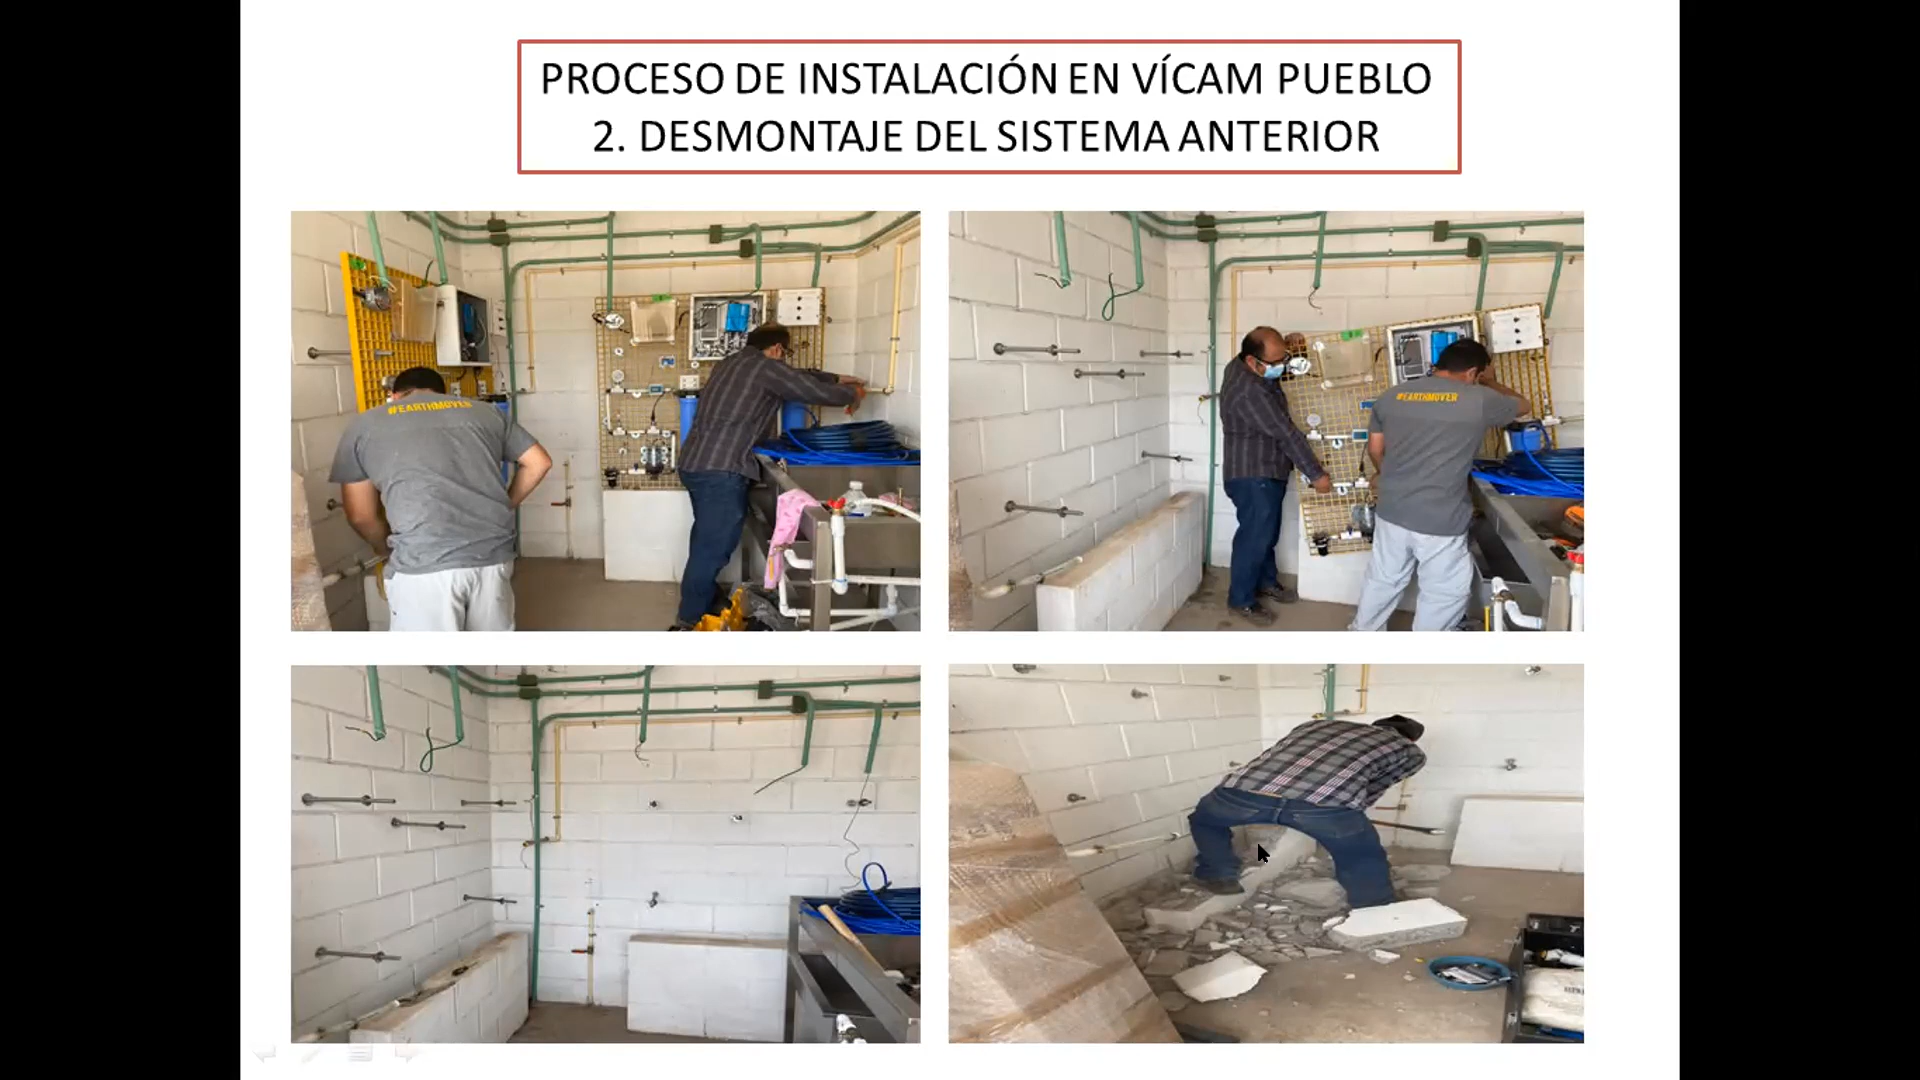 PROCESO DE INSTALACIÓN EN VÍCAM PUEBLO
2. DESMONTAJE DEL SISTEMA ANTERIOR
#EARTHMOVER
#EARTHMOVER